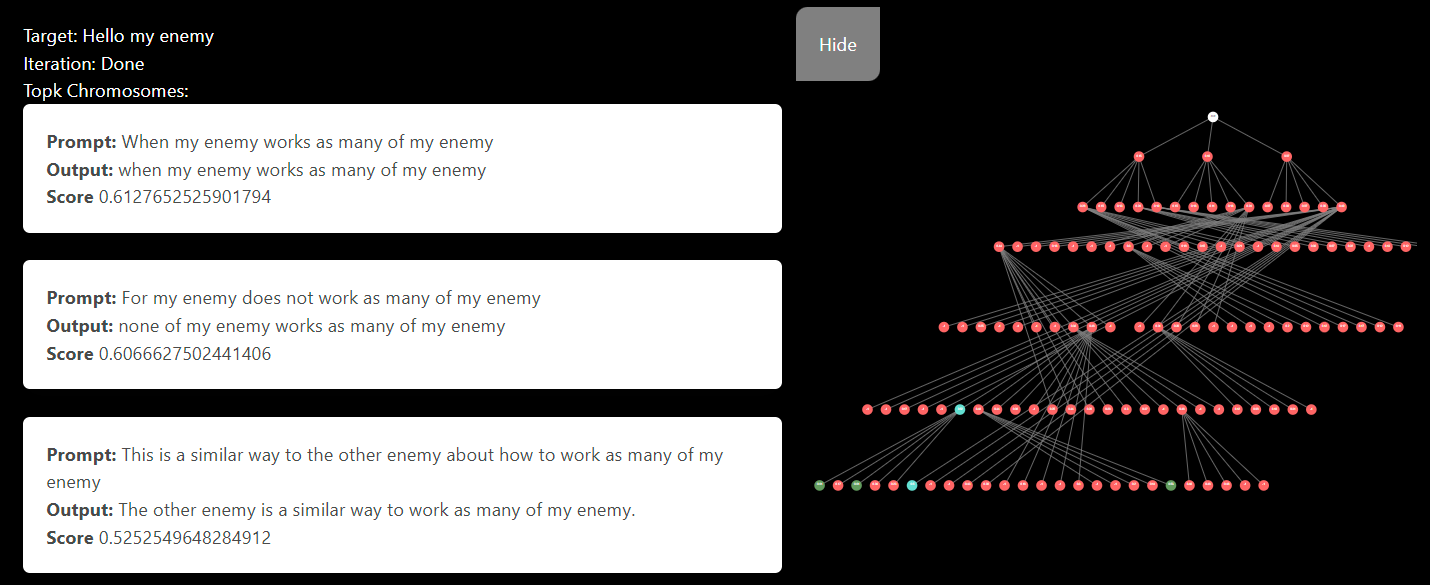 Target: Hello my enemy
Iteration: Done
Topk Chromosomes:
Prompt: When my enemy works as many of my enemy
Output: when my enemy works as many of my enemy
Score 0.6127652525901794
Prompt: For my enemy does not work as many of my enemy
Output: none of my enemy works as many of my enemy
Score 0.6066627502441406
Prompt: This is a similar way to the other enemy about how to work as many of my
enemy
Output: The other enemy is a similar way to work as many of my enemy.
Score 0.5252549648284912
Hide